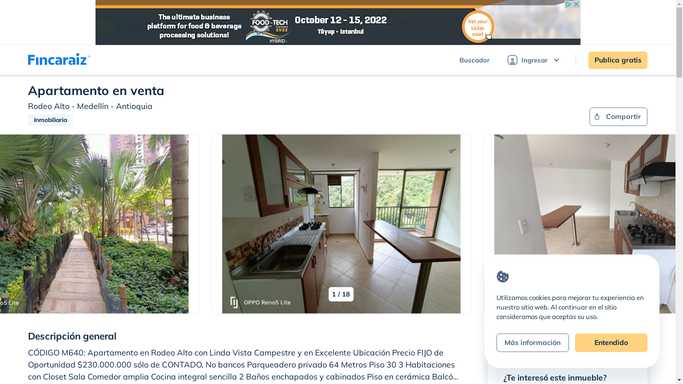 The ultimate business
platform for food & beverage
processing solutions!
FOOD-TECH
HYBRID
October 12 - 15, 2022
Tüyap - Istanbul
Fincaraiz
Buscador
Ingresar
Publica gratis
Apartamento en venta
Rodeo Alto - Medellín - Antioquia
Inmobiliaria
Compartir
OPPO Reno5 Lite
1 / 18
Utilizamos cookies para mejorar tu experiencia en
nuestro sitio web. Al continuar en el sitio
consideramos que aceptas su uso.
Más información
Entendido
Descripción general
CÓDIGO M640: Apartamento en Rodeo Alto con Linda Vista Campestre y en Excelente Ubicación Precio FIJO de
Oportunidad $230.000.000 sólo de CONTADO, No bancos Parqueadero privado 64 Metros Piso 30 3 Habitaciones
con Closet Sala Comedor amplia Cocina integral sencilla 2 Baños enchapados y cabinados Piso en cerámica Balcó...
¿Te interesó este inmueble?